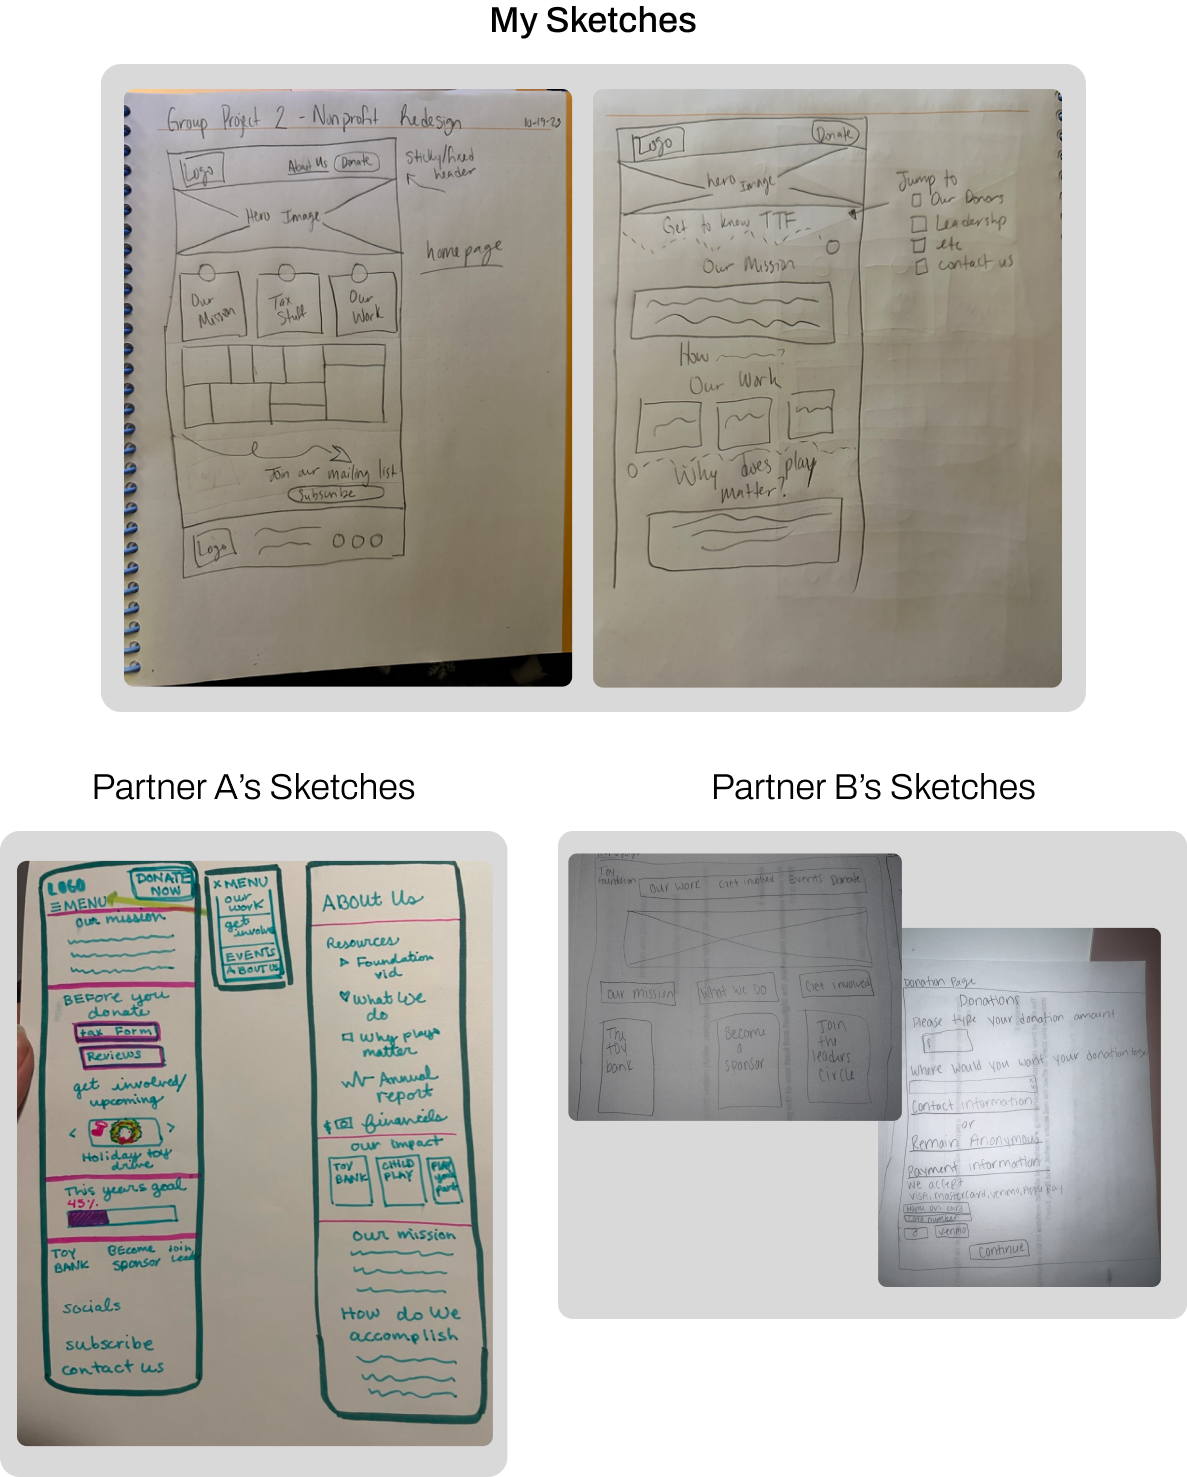 My Sketches
Group Project 2 - Nonprofit Redesign
10-19-23
Logo
About Us
Donate
sticky/fixed
header
Hero Image
homepage
Our
Mission
Tax
Stuff
Our
Work
Join our mailing list
Subscribe
Logo
Logo
Donate
hero Image
Get to know TTF
Jump to
Our Donors
Leadership
etc
contact us
Our Mission
How
?
Our Work
Why does play
matter?
Partner A's Sketches
LOGO
DONATE
NOW
MENU
our mission
BEFore you
donate
tax Form
Reviews
get involved/
upcoming
< >
Holiday toy
drive
This years goal
45%
TOY
BANK
BEcome
sponsor
Join
Lead
socials
subscribe
contact us
X MENU
our
work
get
involve
EVENTS
ABOUT US
ABout Us
Resources
Foundation
vid
what we
do
Why plays
matter
Annual
report
$ financials
our impact
TOY
BANK
CHILD
PLAY
PLAY
your
part
our mission
How do we
accomplish
Partner B's Sketches
Toy
foundation
our work
Get involved
Events
Donate
our mission
What we do
Get involved
The
toy
bank
Become
a
sponsor
Join
the
leaders
circle
Donation Page
Donations
Please type your donation amount
$
Where would you want your donation to go
Contact information
or
Remain Anonymous
Payment information
We accept
visa, mastercard, venmo, Apple Pay
Name on card
Card number
venmo
Continue